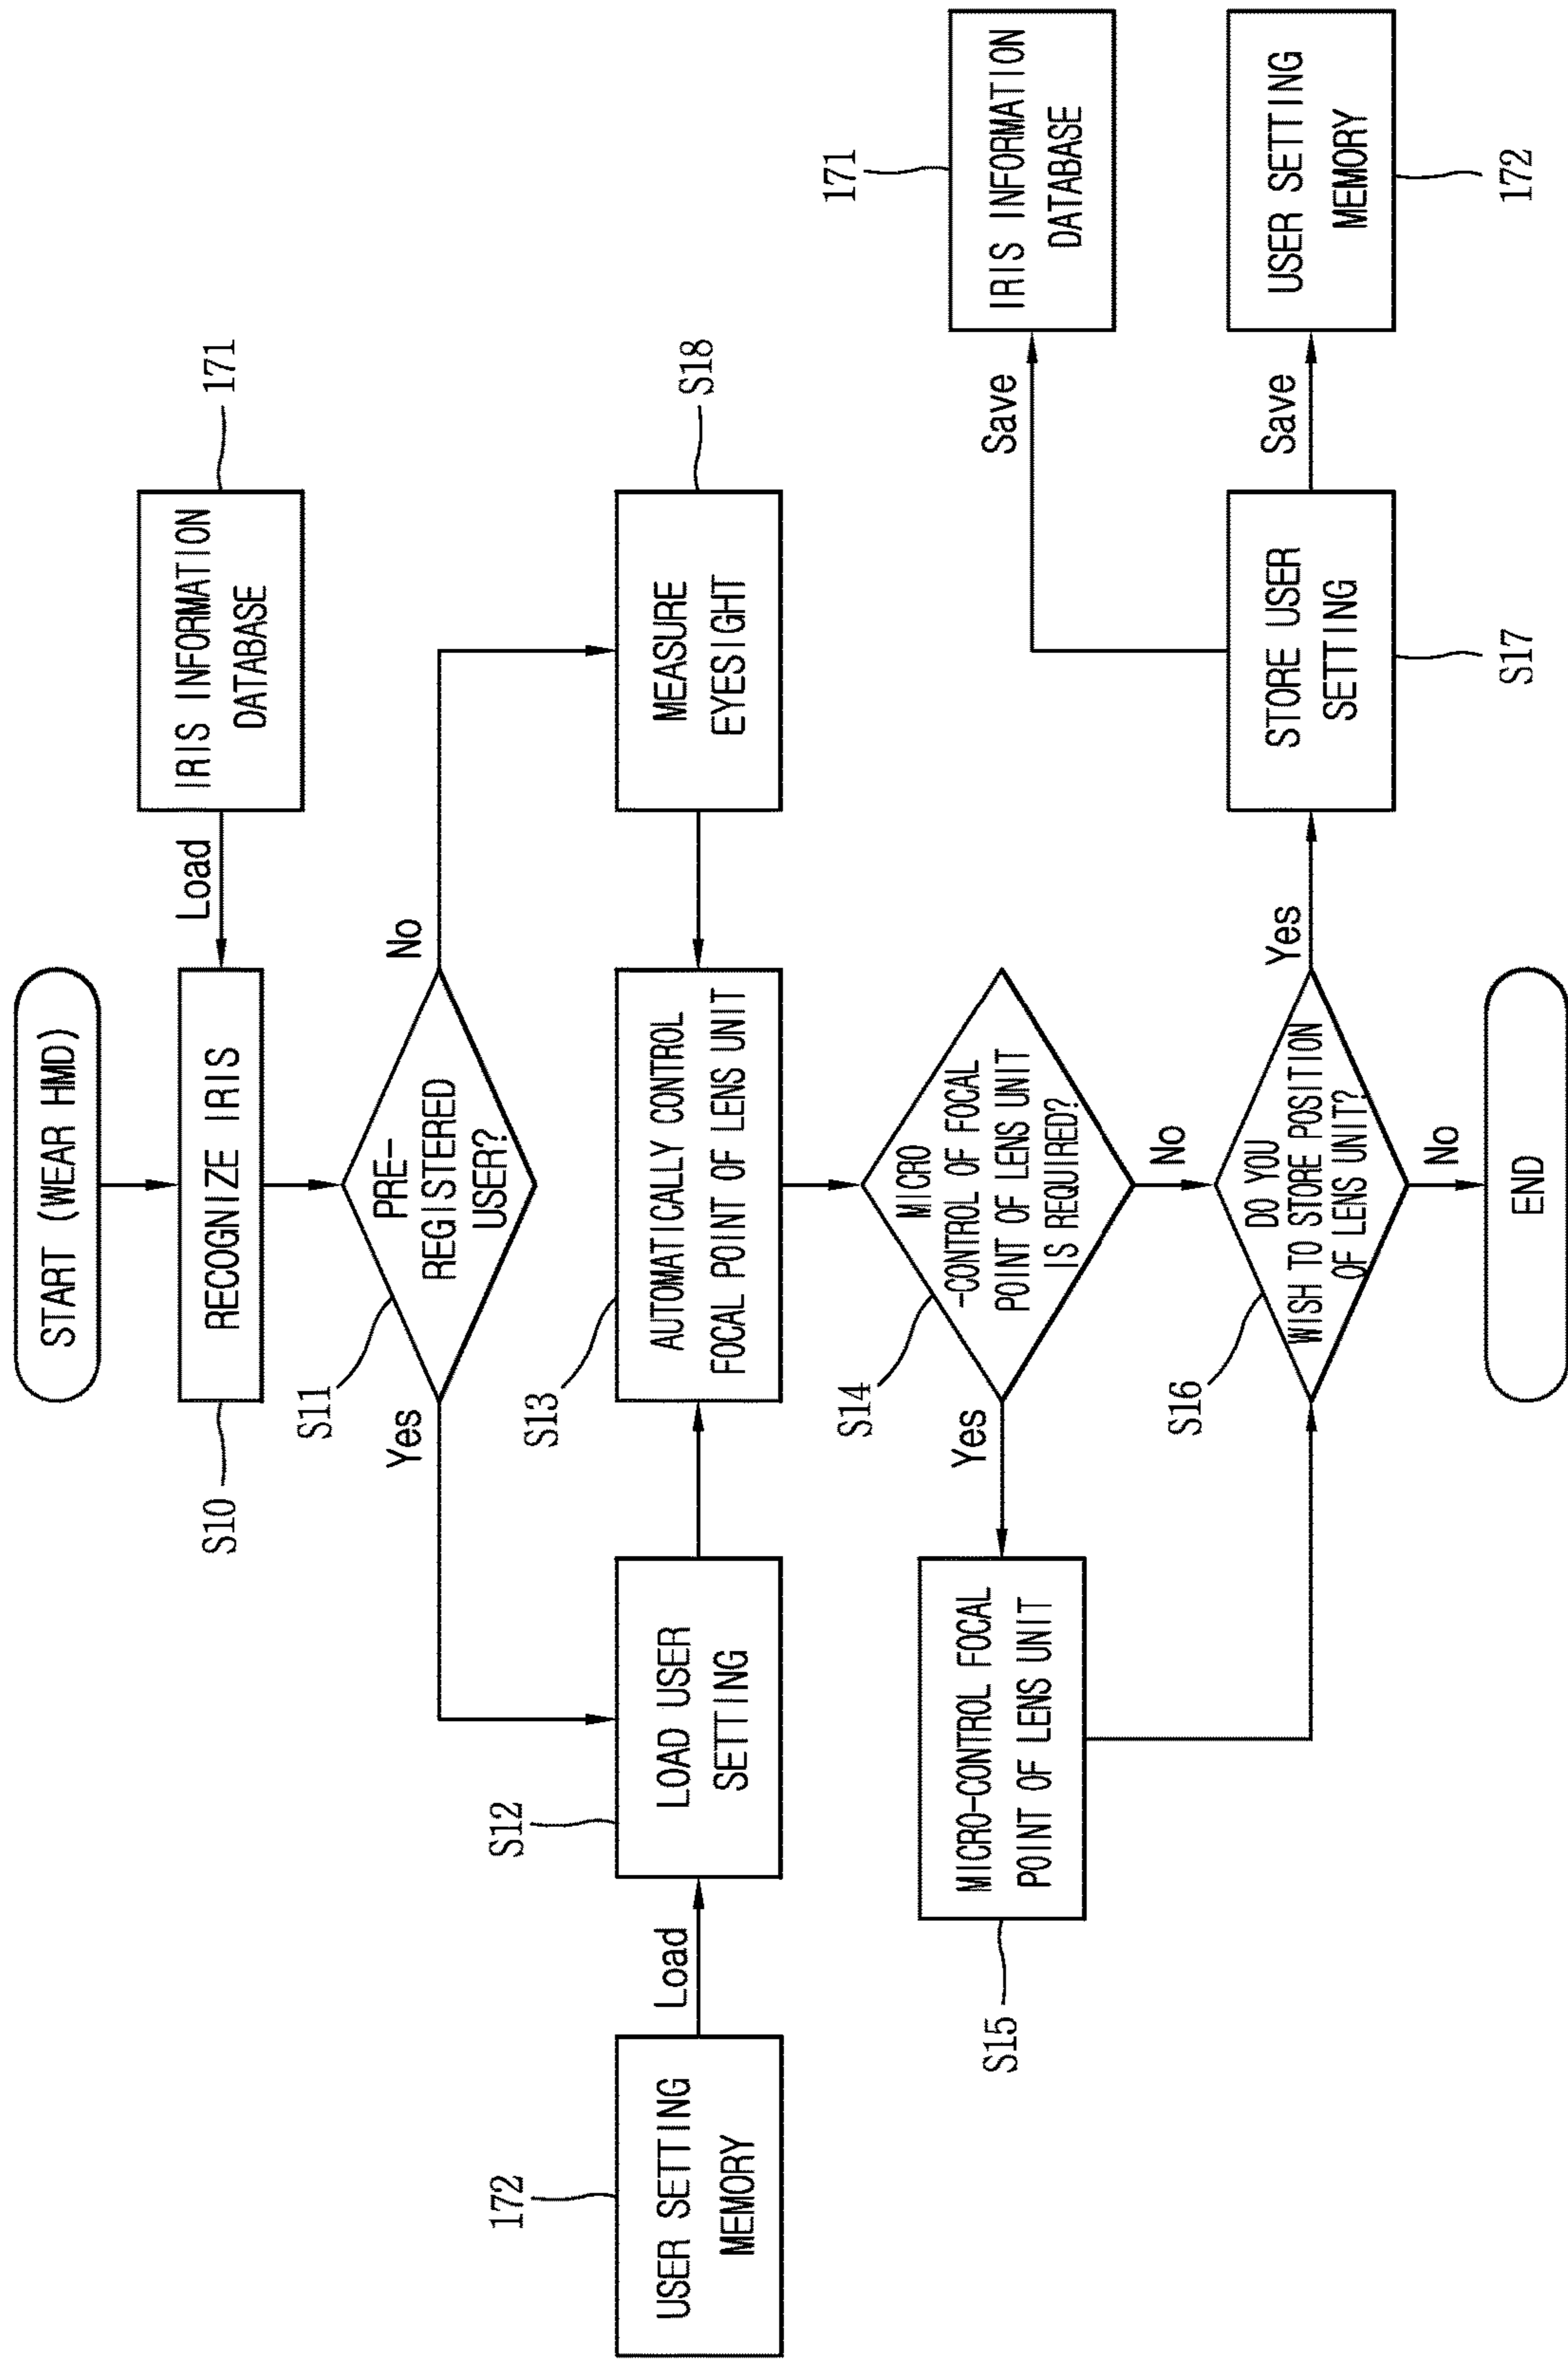 START (WEAR HMD)
171
Load
IRIS INFORMATION
DATABASE
RECOGNIZE IRIS
S10
S11
PRE-
REGISTERED
USER?
Yes
No
172
S12
S13
S18
USER SETTING
MEMORY
Load
LOAD USER
SETTING
AUTOMATICALLY CONTROL
FOCAL POINT OF LENS UNIT
MEASURE
EYESIGHT
S14
MICRO
-CONTROL OF FOCAL
POINT OF LENS UNIT
IS REQUIRED?
Yes
No
S15
MICRO-CONTROL FOCAL
POINT OF LENS UNIT
171
IRIS INFORMATION
DATABASE
Save
S16
DO YOU
WISH TO STORE POSITION
OF LENS UNIT?
Yes
No
STORE USER
SETTING
S17
Save
USER SETTING
MEMORY
172
END